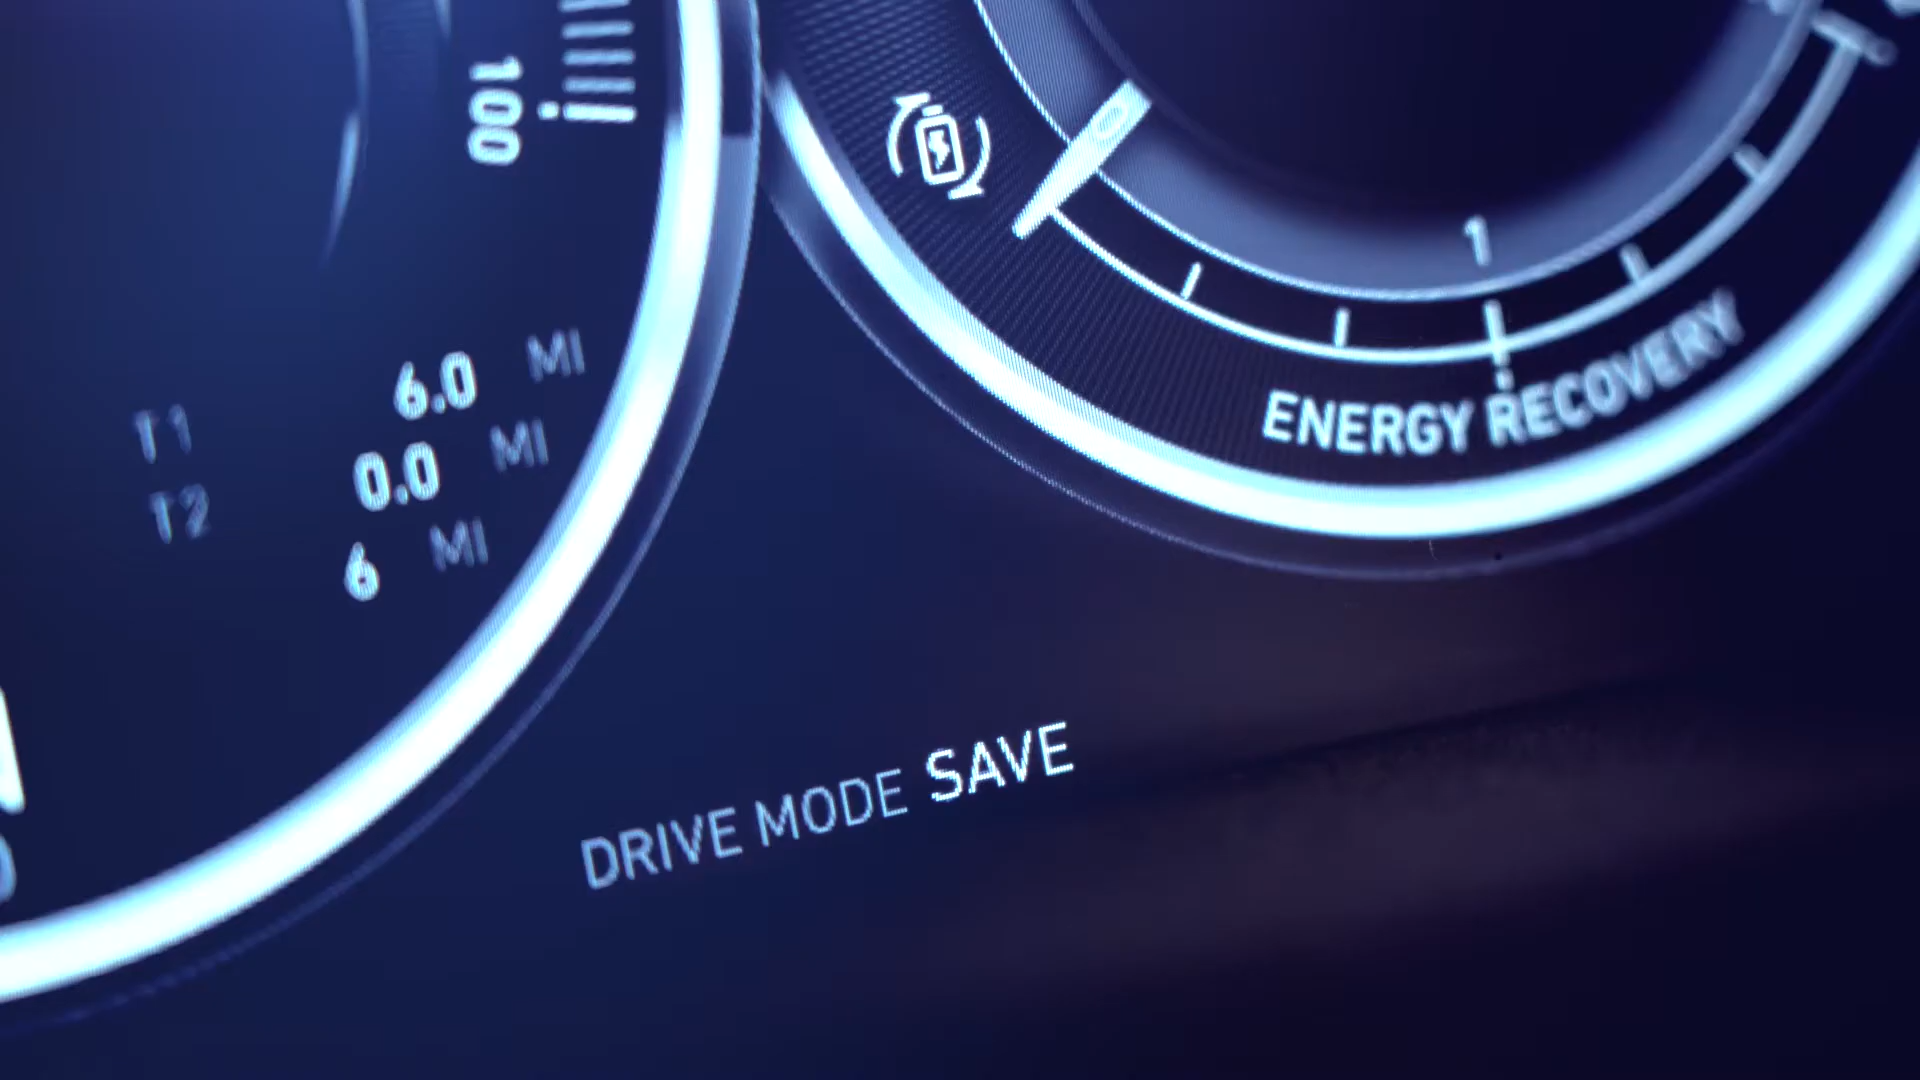 100
T1 6.0 MI
T2 0.0 MI
6 MI
1
ENERGY RECOVERY
DRIVE MODE SAVE